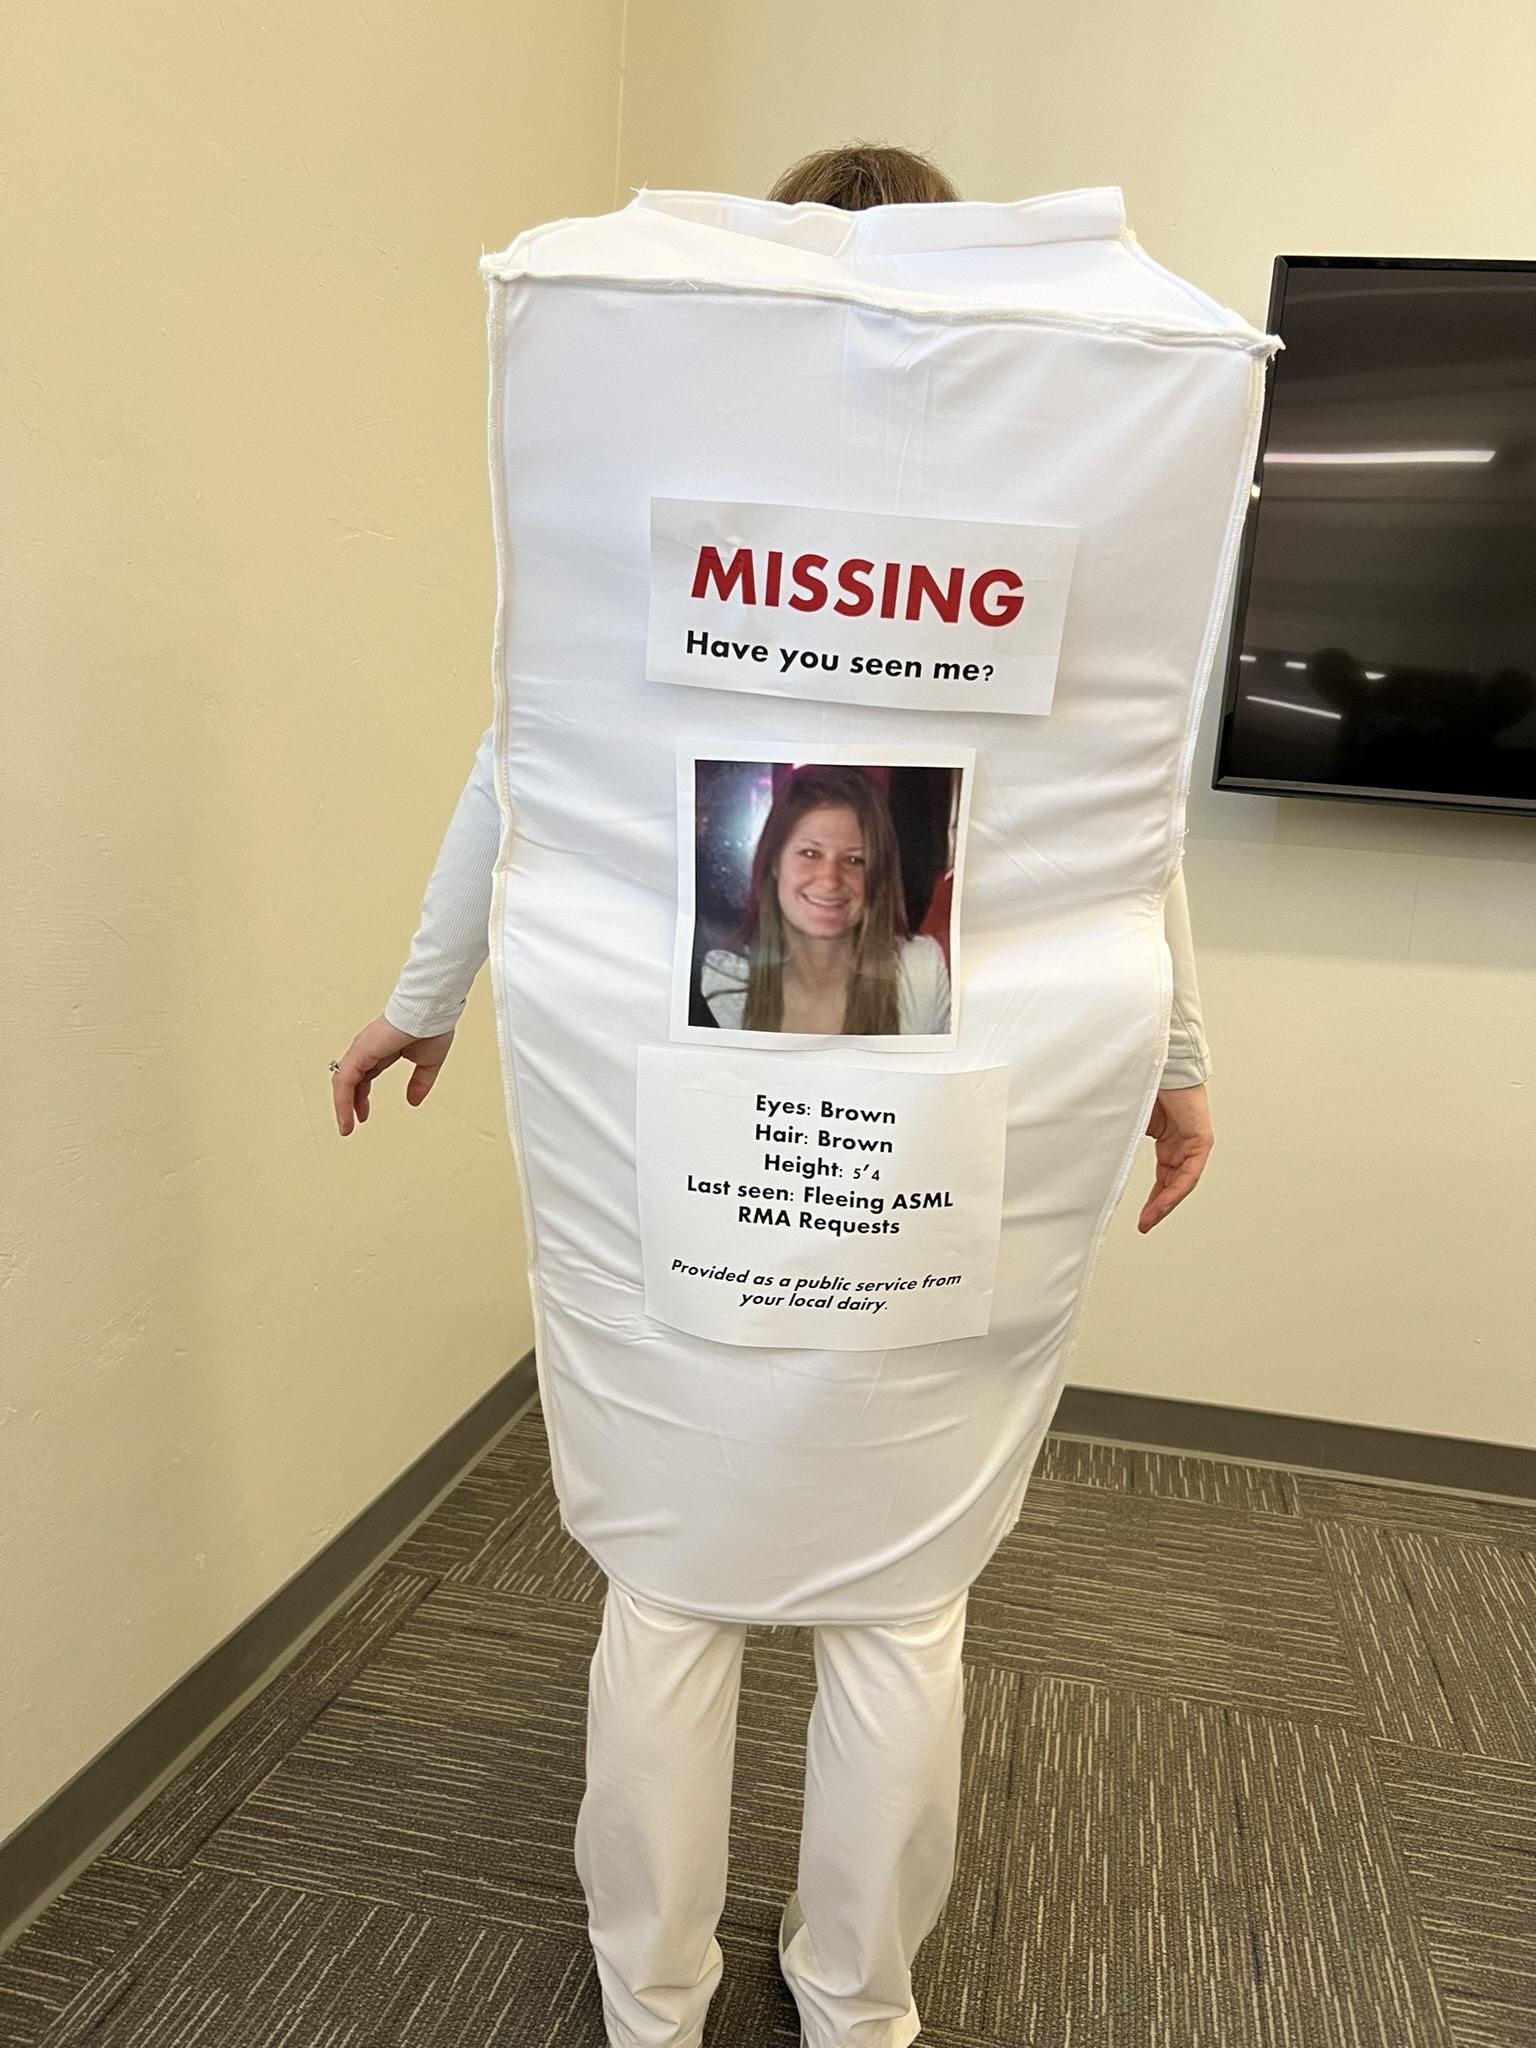 MISSING
Have you seen me?
Eyes: Brown
Hair: Brown
Height: 5'4
Last seen: Fleeing ASML
RMA Requests
Provided as a public service from
your local dairy.